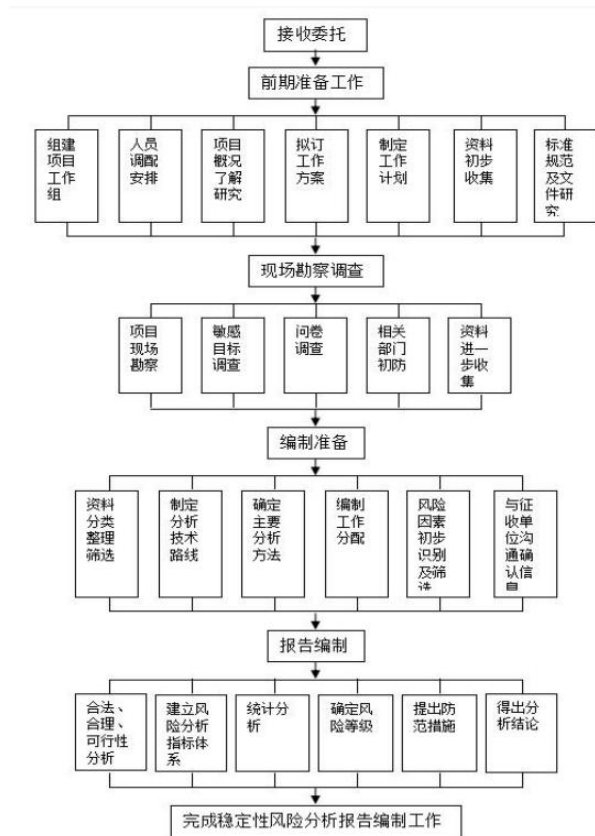 接收委托
前期准备工作
组建
项目
工作
组
人员
调配
安排
项目
概况
了解
研究
拟订
工作
方案
制定
工作
计划
资料
初步
收集
标准
规范
及文
件研
究
现场勘察调查
项目
现场
勘察
敏感
目标
调查
问卷
调查
相关
部门
初防
资料
进一
步收
集
编制准备
资料
分类
整理
筛选
制定
分析
技术
路线
确定
主要
分析
方法
编制
工作
分配
风险
因素
初步
识别
及筛
选
与征
收单
位沟
通确
认信
息
报告编制
合法、
合理、
可行性
分析
建立风
险分析
指标体
系
统计分
析
确定风
险等级
提出防
范措施
得出分
析结论
完成稳定性风险分析报告编制工作